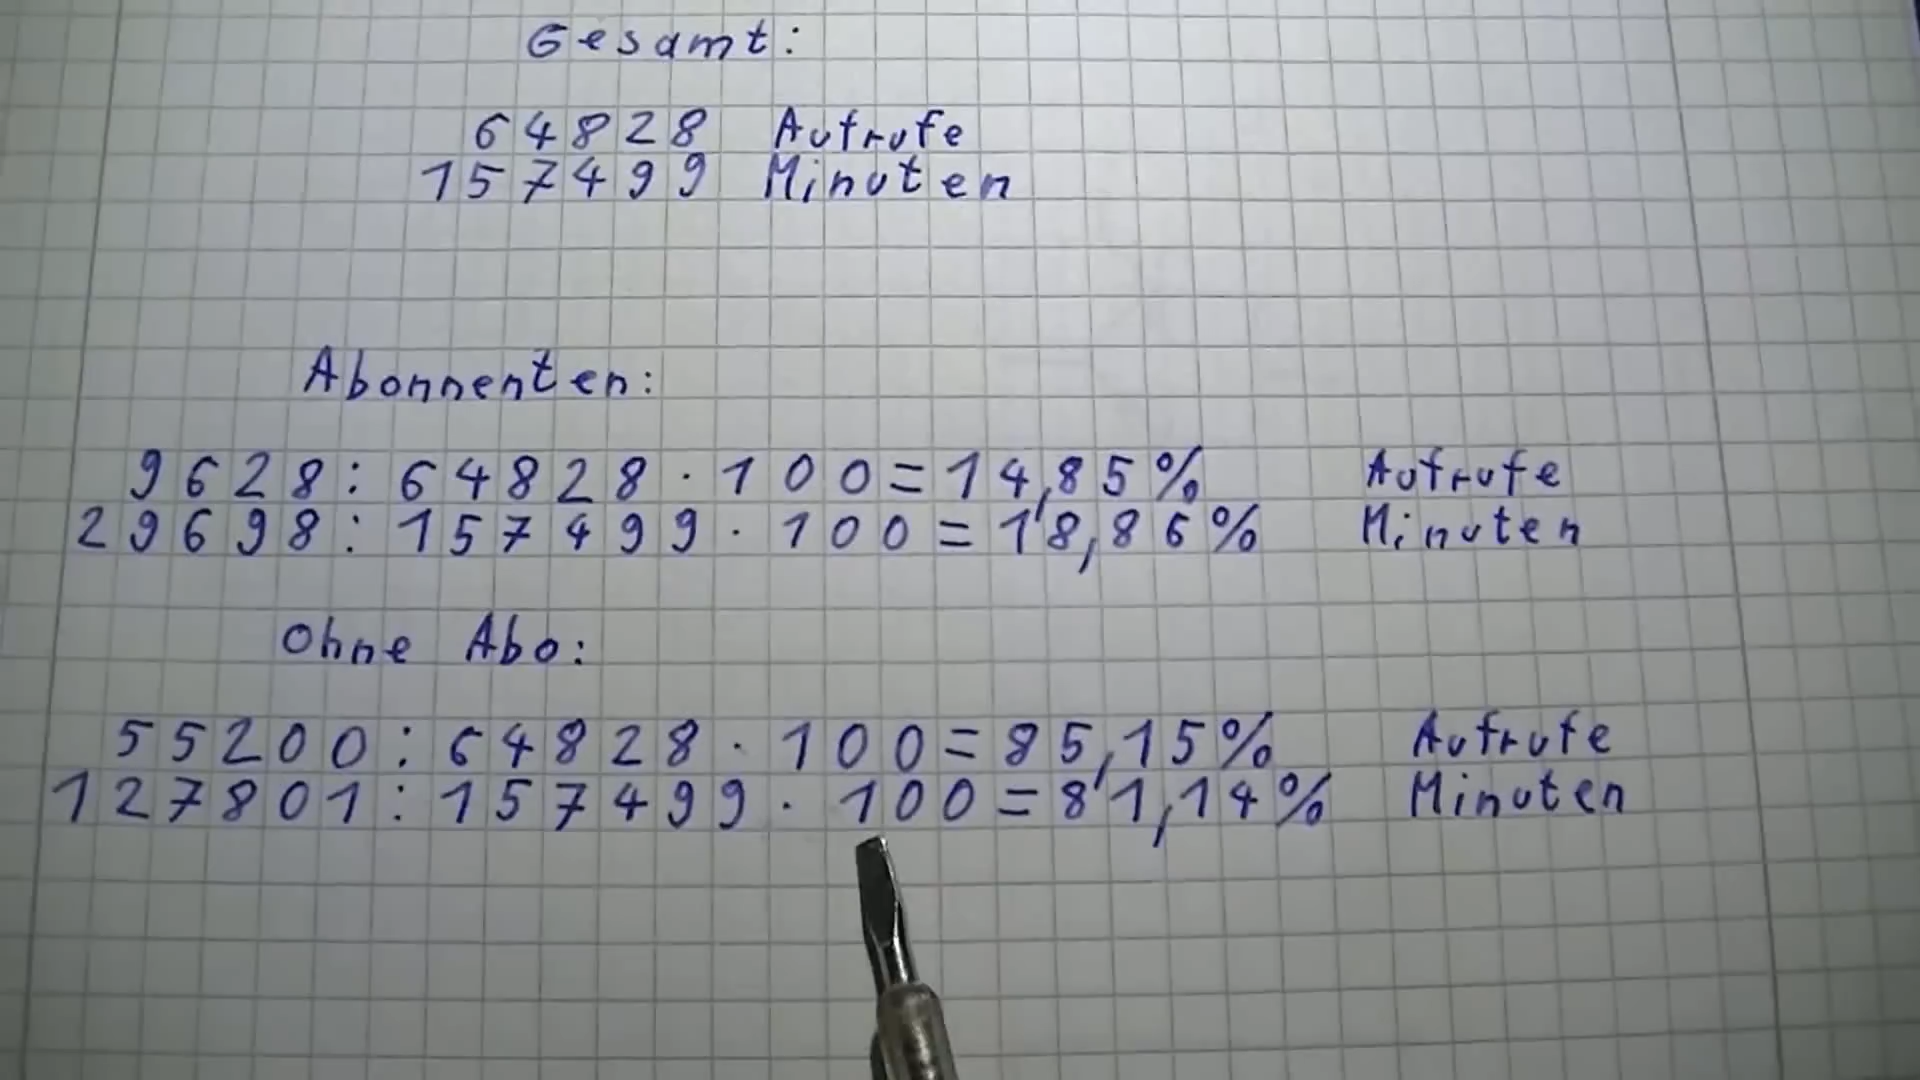 Gesamt:
64828 Aufrufe
157499 Minuten
Abonnenten:
9628:64828·100=14,85% Aufrufe
29698:157499·100=18,86% Minuten
Ohne Abo:
55200:64828·100=85,15% Aufrufe
127801:157499·100=81,14% Minuten